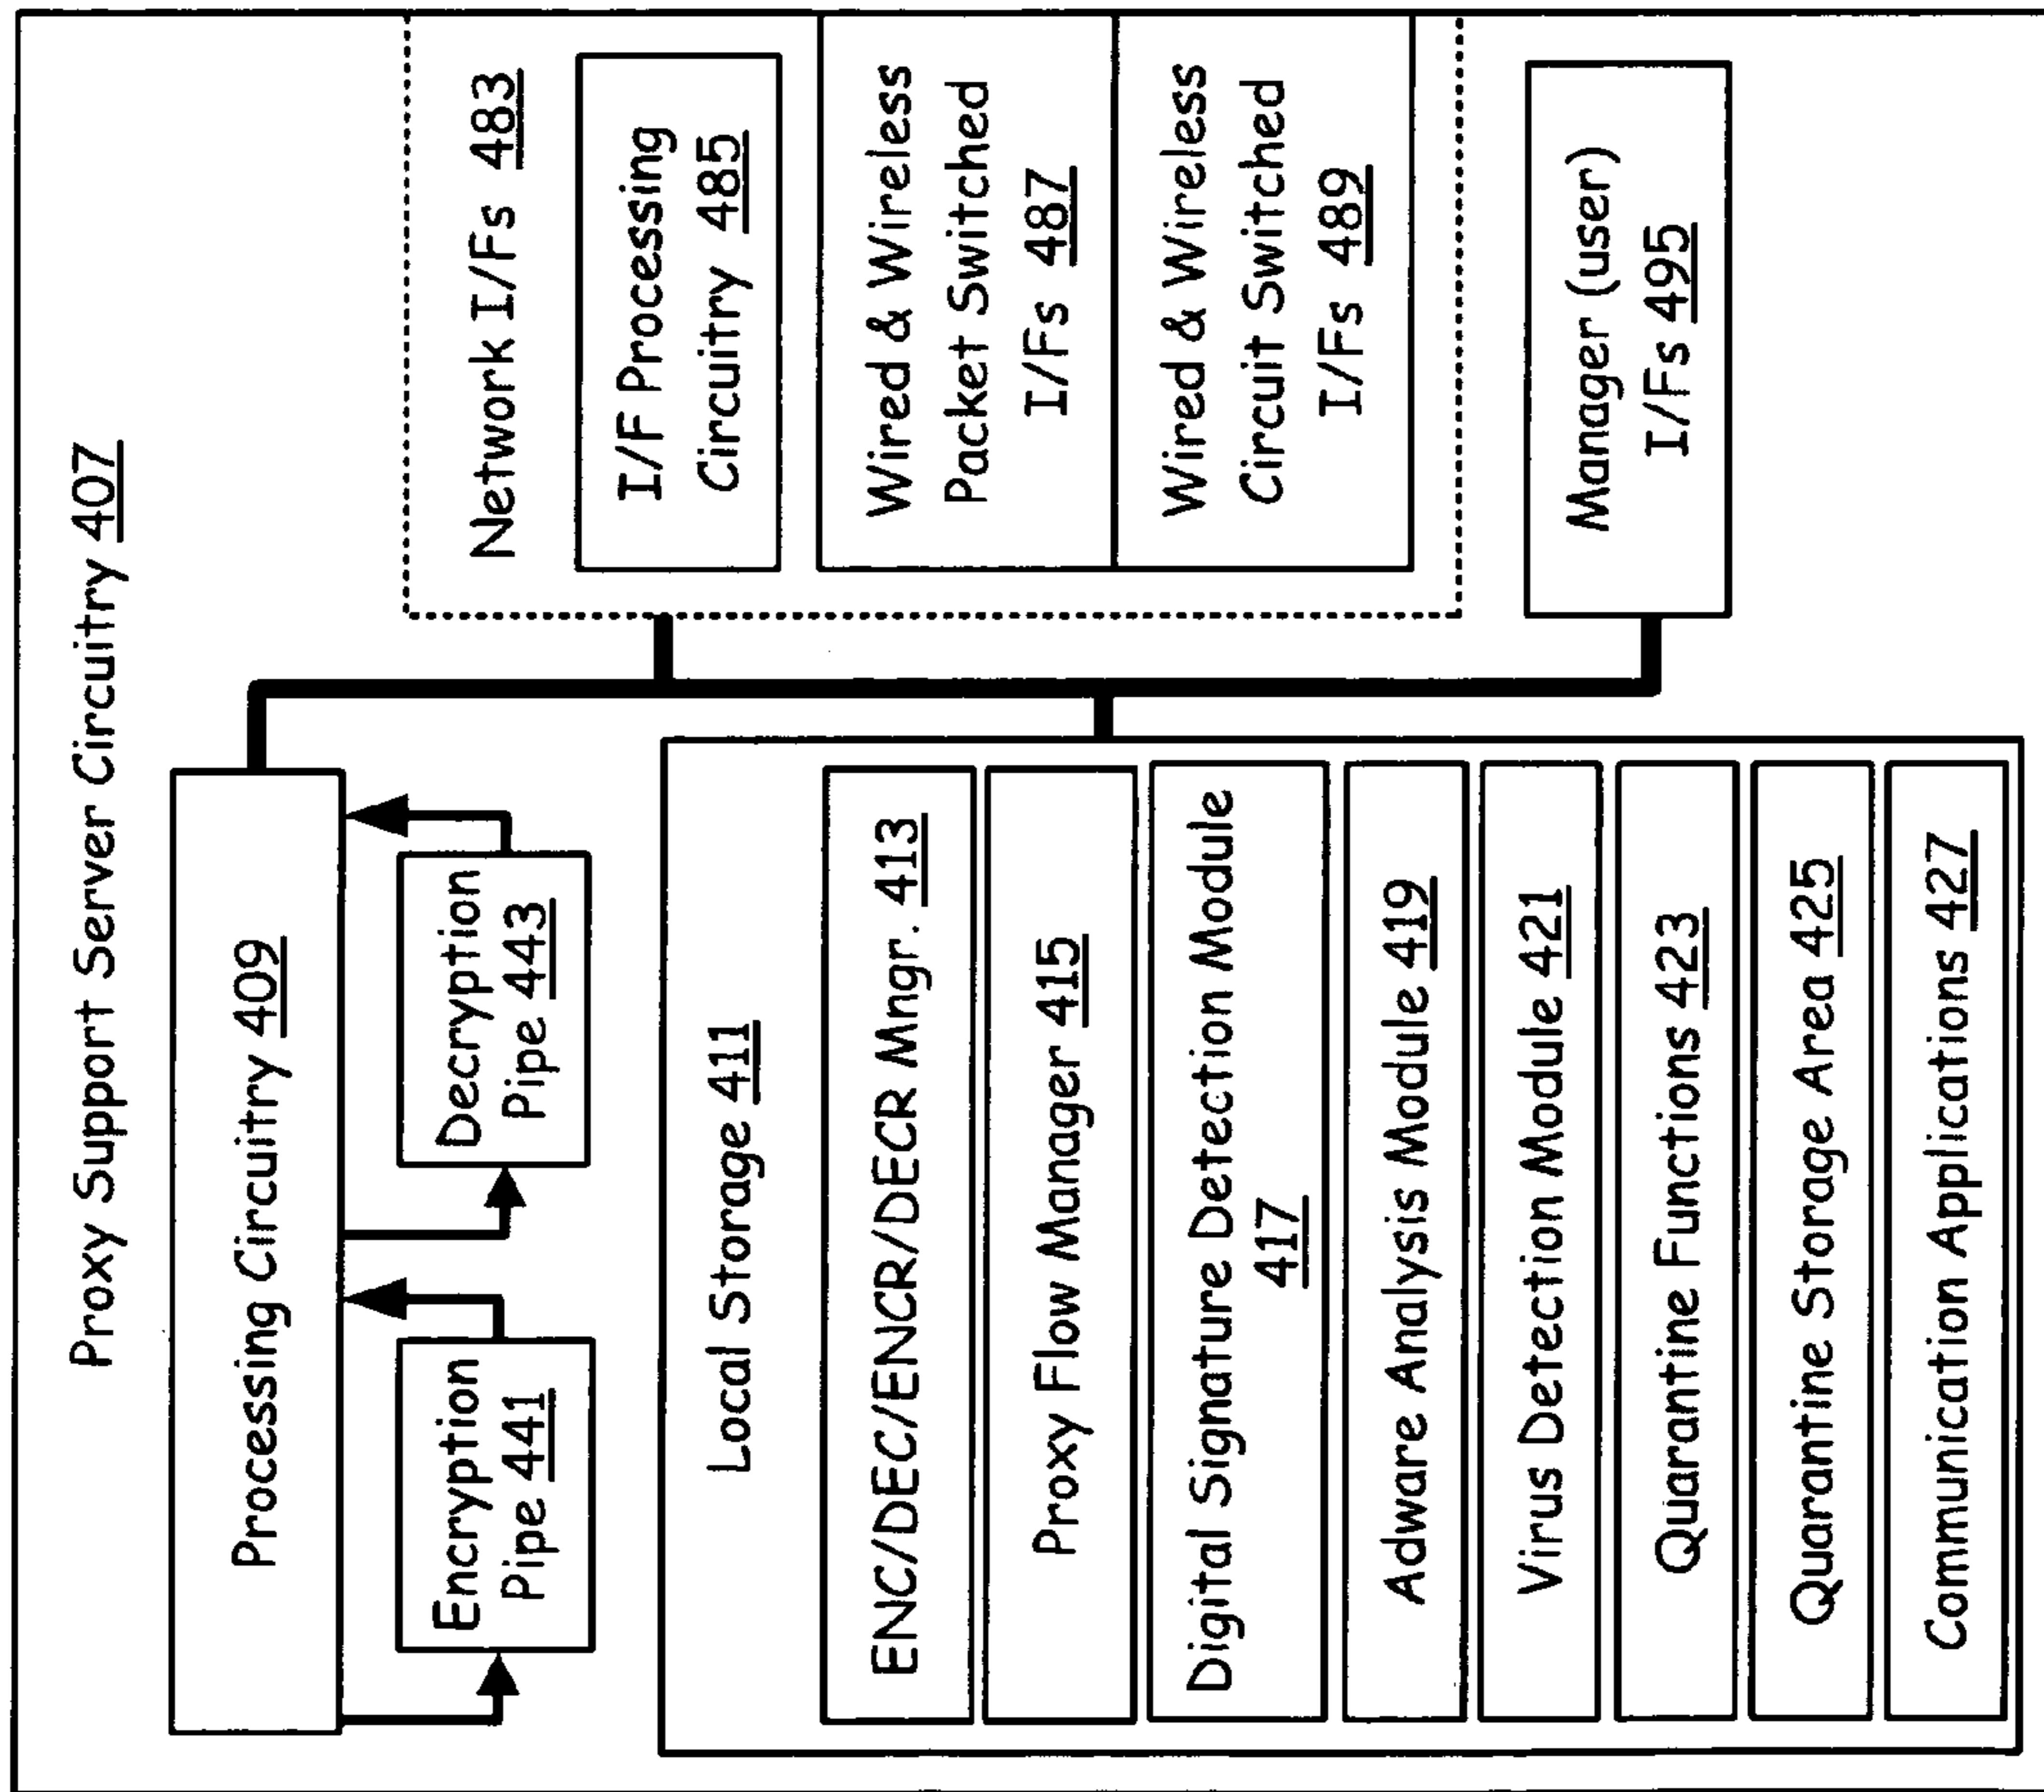 Proxy Support Server Circuitry 407
Processing Circuitry 409
Encryption
Pipe 441
Decryption
Pipe 443
Local Storage 411
ENC/DEC/ENCR/DECR Mngr. 413
Proxy Flow Manager 415
Digital Signature Detection Module
417
Adware Analysis Module 419
Virus Detection Module 421
Quarantine Functions 423
Quarantine Storage Area 425
Communication Applications 427
Network I/Fs 483
I/F Processing
Circuitry 485
Wired & Wireless
Packet Switched
I/Fs 487
Wired & Wireless
Circuit Switched
I/Fs 489
Manager (user)
I/Fs 495